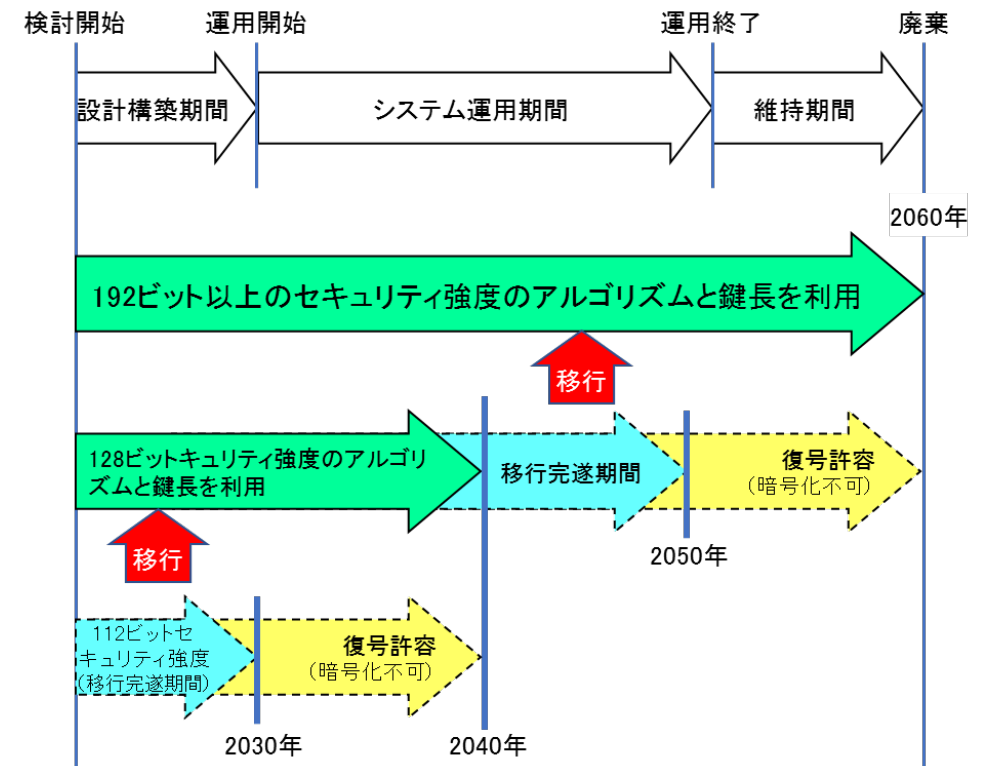 検討開始
運用開始
運用終了
廃棄
設計構築期間
システム運用期間
維持期間
2060年
192ビット以上のセキュリティ強度のアルゴリズムと鍵長を利用
移行
128ビットキュリティ強度のアルゴリ
ズムと鍵長を利用
移行完遂期間
復号許容
(暗号化不可)
2050年
移行
112ビットセ
キュリティ強度
(移行完遂期間)
復号許容
(暗号化不可)
2030年
2040年